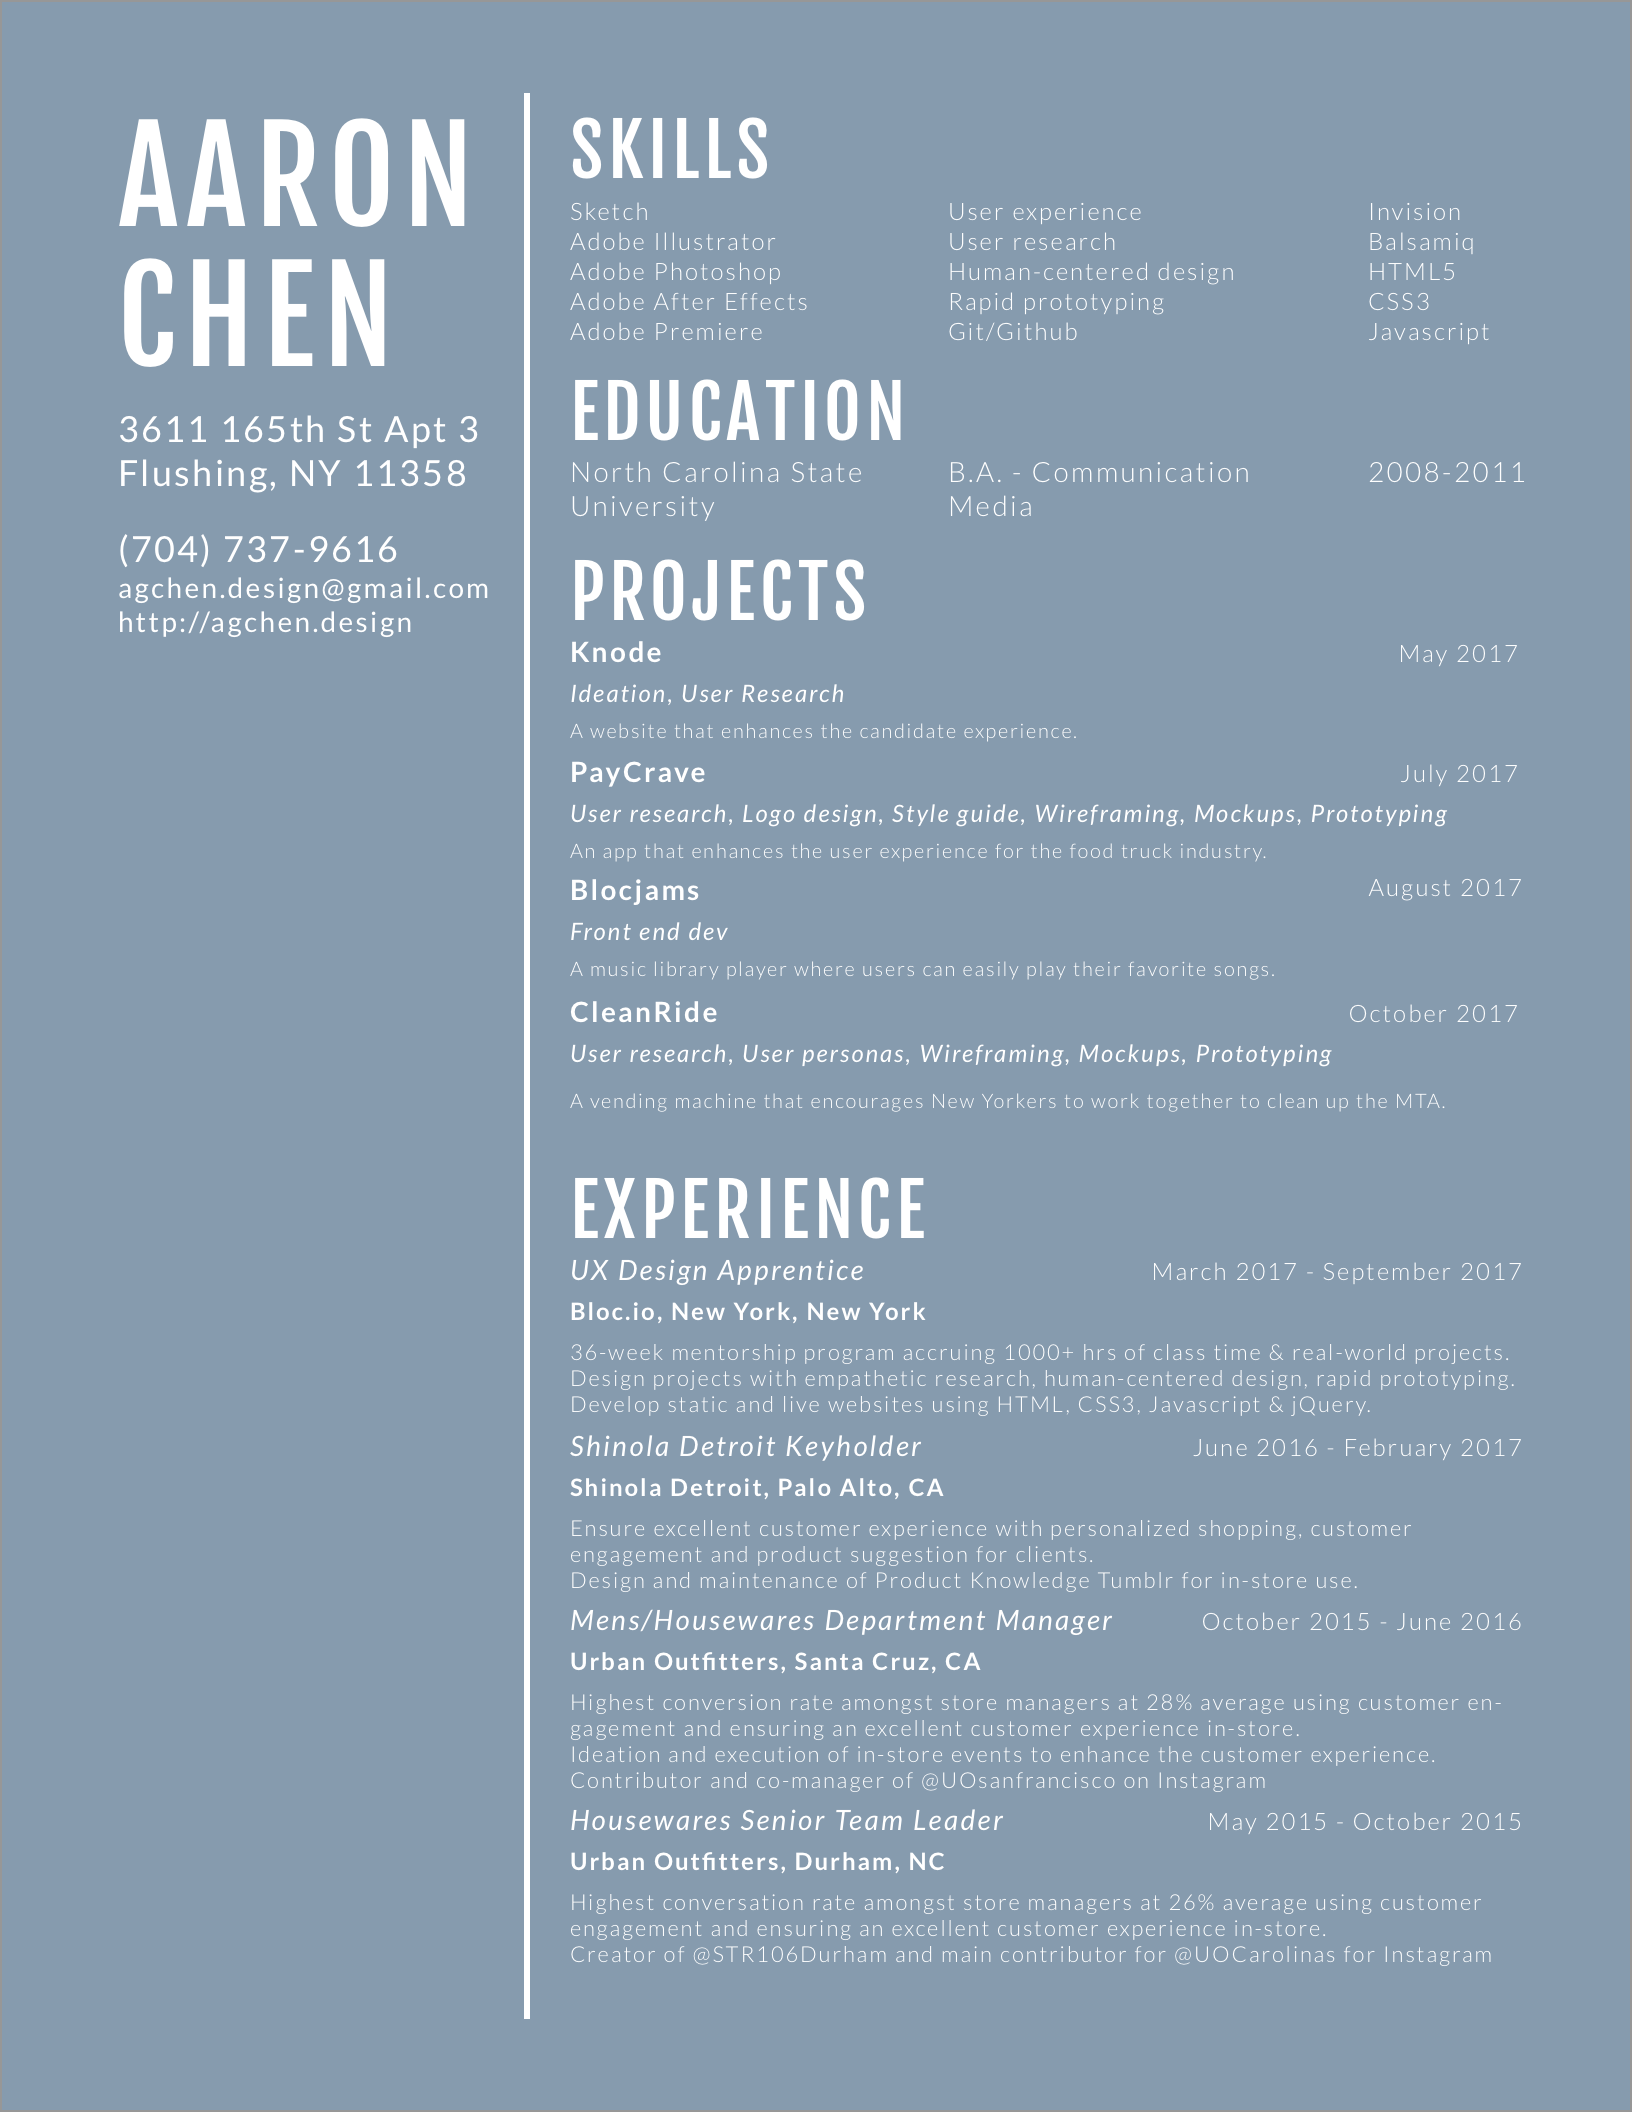 AARON
CHEN
3611 165th St Apt 3
Flushing, NY 11358
(704) 737-9616
agchen.design@gmail.com
http://agchen.design
SKILLS
Sketch
Adobe Illustrator
Adobe Photoshop
Adobe After Effects
Adobe Premiere
User experience
User research
Human-centered design
Rapid prototyping
Git/Github
Invision
Balsamiq
HTML5
CSS3
Javascript
EDUCATION
North Carolina State
University
B.A. - Communication
Media
2008-2011
PROJECTS
Knode May 2017
Ideation, User Research
A website that enhances the candidate experience.
PayCrave July 2017
User research, Logo design, Style guide, Wireframing, Mockups, Prototyping
An app that enhances the user experience for the food truck industry.
Blocjams August 2017
Front end dev
A music library player where users can easily play their favorite songs.
CleanRide October 2017
User research, User personas, Wireframing, Mockups, Prototyping
A vending machine that encourages New Yorkers to work together to clean up the MTA.
EXPERIENCE
UX Design Apprentice March 2017 - September 2017
Bloc.io, New York, New York
36-week mentorship program accruing 1000+ hrs of class time & real-world projects.
Design projects with empathetic research, human-centered design, rapid prototyping.
Develop static and live websites using HTML, CSS3, Javascript & jQuery.
Shinola Detroit Keyholder June 2016 - February 2017
Shinola Detroit, Palo Alto, CA
Ensure excellent customer experience with personalized shopping, customer
engagement and product suggestion for clients.
Design and maintenance of Product Knowledge Tumblr for in-store use.
Mens/Housewares Department Manager October 2015 - June 2016
Urban Outfitters, Santa Cruz, CA
Highest conversion rate amongst store managers at 28% average using customer en-
gagement and ensuring an excellent customer experience in-store.
Ideation and execution of in-store events to enhance the customer experience.
Contributor and co-manager of @UOsanfrancisco on Instagram
Housewares Senior Team Leader May 2015 - October 2015
Urban Outfitters, Durham, NC
Highest conversation rate amongst store managers at 26% average using customer
engagement and ensuring an excellent customer experience in-store.
Creator of @STR106Durham and main contributor for @UOCarolinas for Instagram